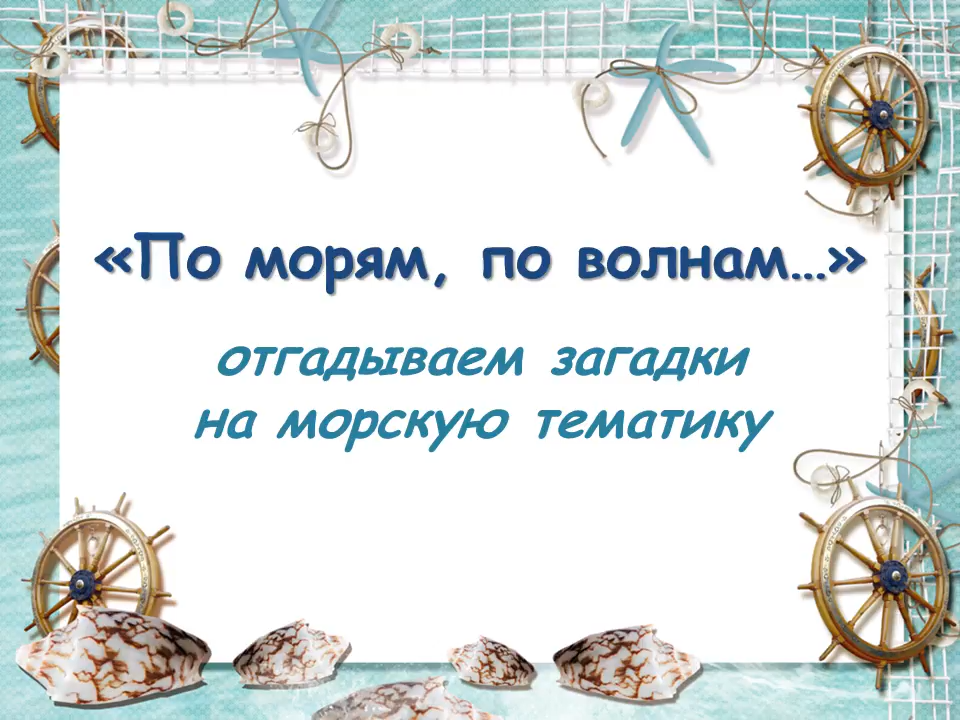 «По морям, по волнам…»
отгадываем загадки
на морскую тематику